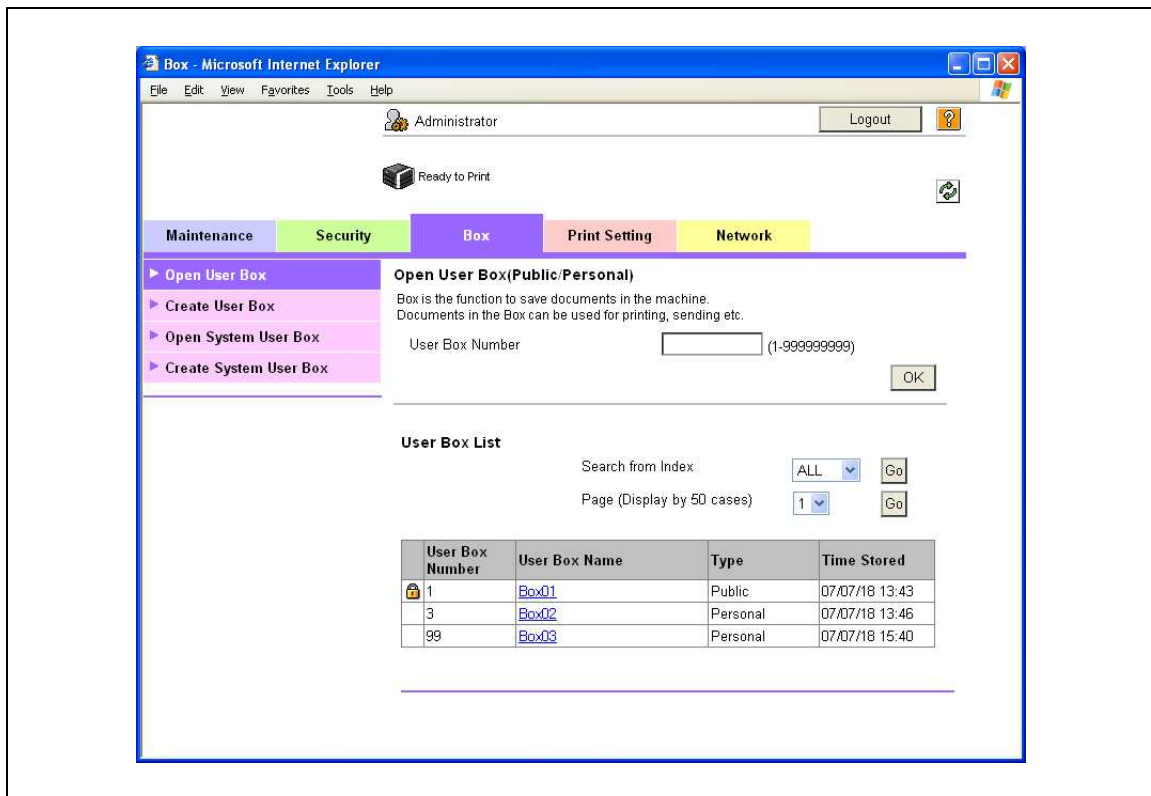 Box - Microsoft Internet Explorer
File Edit View Favorites Tools Help
Administrator Logout ?
Ready to Print
Maintenance Security Box Print Setting Network
Open User Box
Create User Box
Open System User Box
Create System User Box
Open User Box(Public/Personal)
Box is the function to save documents in the machine.
Documents in the Box can be used for printing, sending etc.
User Box Number (1-999999999)
OK
User Box List
Search from Index ALL Go
Page (Display by 50 cases) 1 Go
User Box Number User Box Name Type Time Stored
1 Box01 Public 07/07/18 13:43
3 Box02 Personal 07/07/18 13:46
99 Box03 Personal 07/07/18 15:40